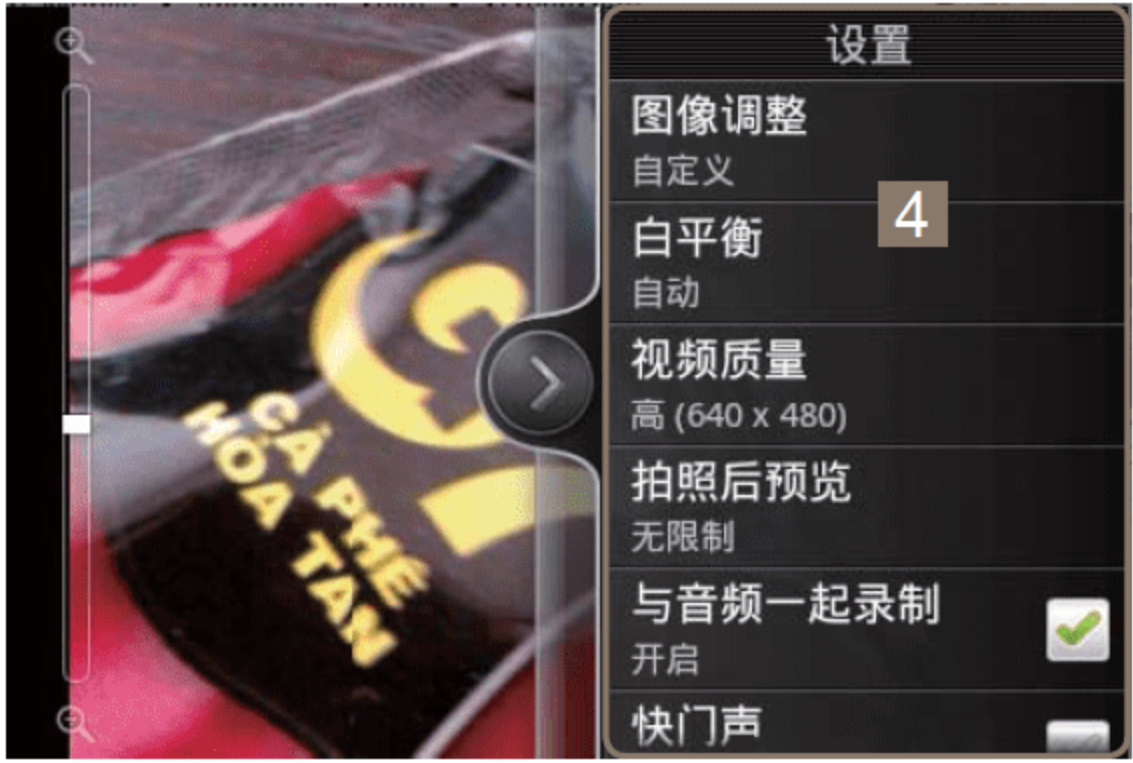 CÀ PHÊ
HÒA TAN
设置
图像调整
自定义
4
白平衡
自动
视频质量
高 (640 x 480)
拍照后预览
无限制
与音频一起录制
开启
快门声